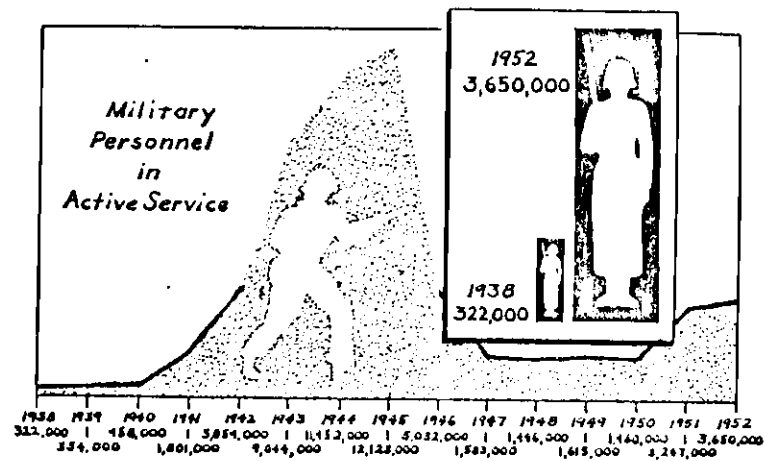 Military
Personnel
in
Active Service
1952
3,650,000
1938
322,000
1938 1939 1940 1941 1942 1943 1944 1945 1946 1947 1948 1949 1950 1951 1952
322,000 | 458,000 | 3,859,000 | 11,452,000 | 5,032,000 | 1,446,000 | 1,460,000 | 3,650,000
334,000 1,801,000 9,044,000 12,123,000 1,583,000 1,615,000 3,247,000